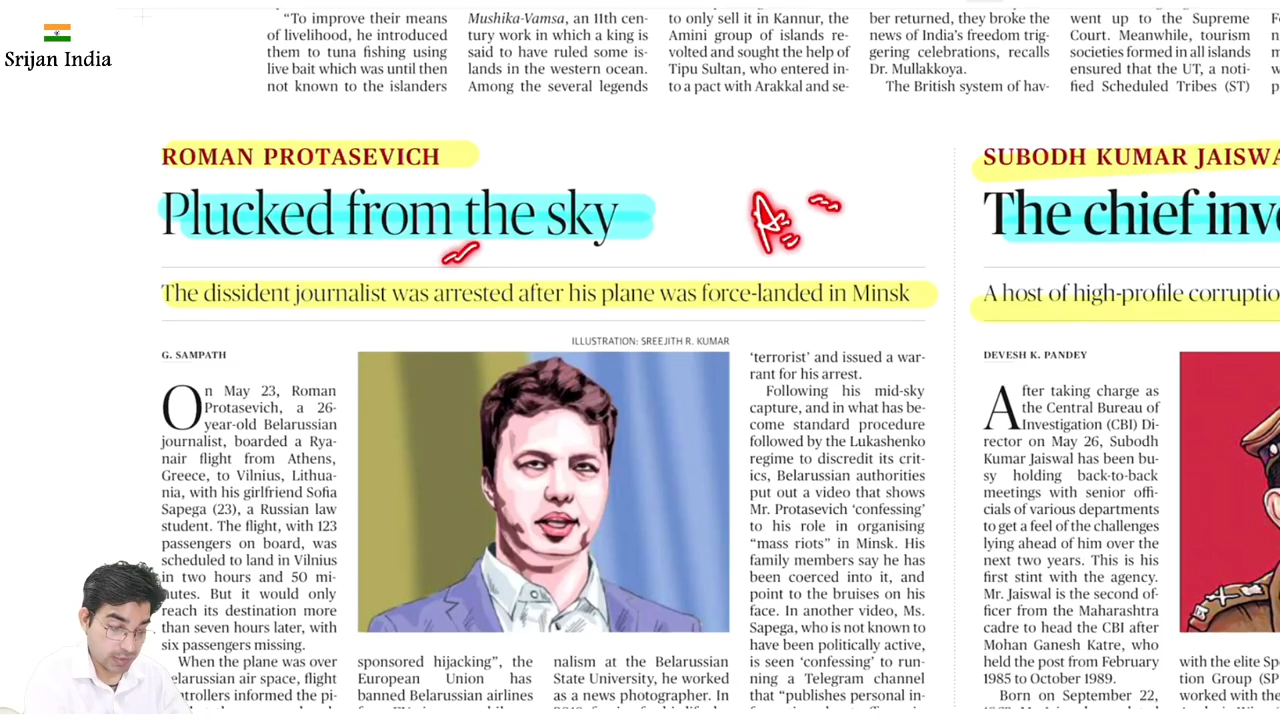 Srijan India
“To improve their means
of livelihood, he introduced
them to tuna fishing using
live bait which was until then
not known to the islanders
Mushika-Vamsa, an 11th cen-
tury work in which a king is
said to have ruled some is-
lands in the western ocean.
Among the several legends
to only sell it in Kannur, the
Amini group of islands re-
volted and sought the help of
Tipu Sultan, who entered in-
to a pact with Arakkal and se-
ber returned, they broke the
news of India’s freedom trig-
gering celebrations, recalls
Dr. Mullakkoya.
The British system of hav-
went up to the Supreme
Court. Meanwhile, tourism
societies formed in all islands
ensured that the UT, a noti-
fied Scheduled Tribes (ST)
ROMAN PROTASEVICH
Plucked from the sky
The dissident journalist was arrested after his plane was force-landed in Minsk
G. SAMPATH
ILLUSTRATION: SREEJITH R. KUMAR
On May 23, Roman
Protasevich, a 26-
year-old Belarussian
journalist, boarded a Rya-
nair flight from Athens,
Greece, to Vilnius, Lithua-
nia, with his girlfriend Sofia
Sapega (23), a Russian law
student. The flight, with 123
passengers on board, was
scheduled to land in Vilnius
in two hours and 50 mi-
nutes. But it would only
reach its destination more
than seven hours later, with
six passengers missing.
When the plane was over
Belarussian air space, flight
informed the pi-
sponsored hijacking”, the
European Union has
banned Belarussian airlines
nalism at the Belarussian
State University, he worked
as a news photographer. In
‘terrorist’ and issued a war-
rant for his arrest.
Following his mid-sky
capture, and in what has be-
come standard procedure
followed by the Lukashenko
regime to discredit its crit-
ics, Belarussian authorities
put out a video that shows
Mr. Protasevich ‘confessing’
to his role in organising
“mass riots” in Minsk. His
family members say he has
been coerced into it, and
point to the bruises on his
face. In another video, Ms.
Sapega, who is not known to
have been politically active,
is seen ‘confessing’ to run-
ning a Telegram channel
that “publishes personal in-
SUBODH KUMAR JAISWA
The chief inve
A host of high-profile corruptio
DEVESH K. PANDEY
After taking charge as
the Central Bureau of
Investigation (CBI) Di-
rector on May 26, Subodh
Kumar Jaiswal has been bu-
sy holding back-to-back
meetings with senior offi-
cials of various departments
to get a feel of the challenges
lying ahead of him over the
next two years. This is his
first stint with the agency.
Mr. Jaiswal is the second of-
ficer from the Maharashtra
cadre to head the CBI after
Mohan Ganesh Katre, who
held the post from February
1985 to October 1989.
Born on September 22,
with the elite Sp
tion Group (SP
worked with the